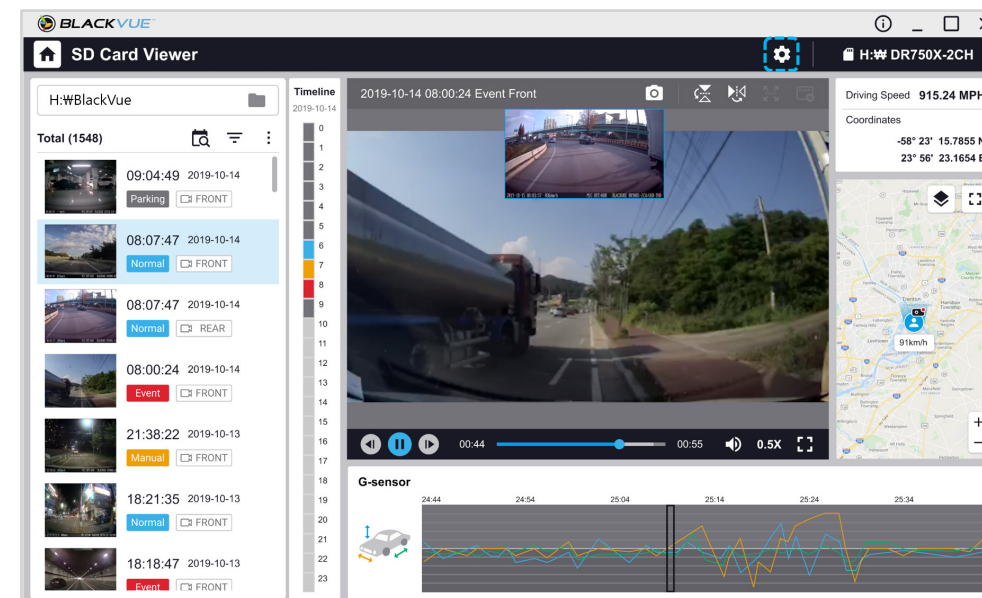 BLACKVUE
SD Card Viewer
H:₩ DR750X-2CH
H:₩BlackVue
Total (1548)
09:04:49 2019-10-14
Parking FRONT
08:07:47 2019-10-14
Normal FRONT
08:07:47 2019-10-14
Normal REAR
08:00:24 2019-10-14
Event FRONT
21:38:22 2019-10-13
Manual FRONT
18:21:35 2019-10-13
Normal FRONT
18:18:47 2019-10-13
Event FRONT
Timeline
2019-10-14
0
1
2
3
4
5
6
7
8
9
10
11
12
13
14
15
16
17
18
19
20
21
22
23
2019-10-14 08:00:24 Event Front
00:44
00:55
0.5X
Driving Speed 915.24 MPH
Coordinates
-58° 23' 15.7855 N
23° 56' 23.1654 E
Trenton
Hamilton
Township
91km/h
G-sensor
24:44
24:54
25:04
25:14
25:24
25:34